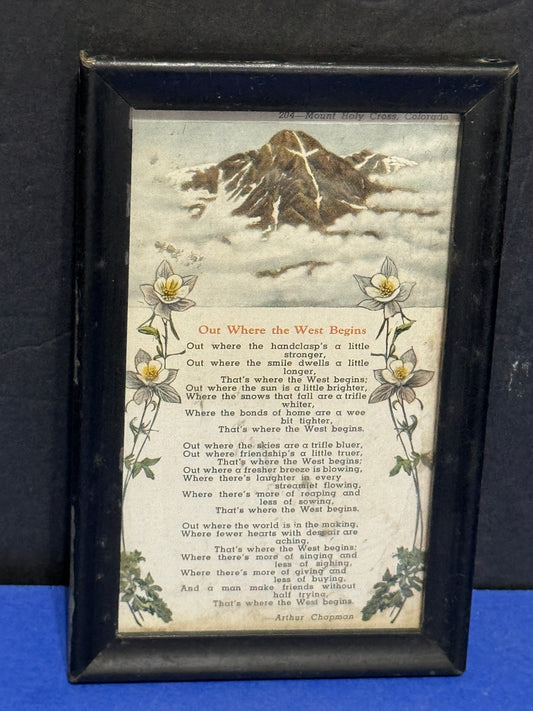 204—Mount Holy Cross, Colorado
Out Where the West Begins
Out where the handclasp's a little
stronger,
Out where the smile dwells a little
longer,
That's where the West begins;
Out where the sun is a little brighter,
Where the snows that fall are a trifle
whiter,
Where the bonds of home are a wee
bit tighter,
That's where the West begins.
Out where the skies are a trifle bluer,
Out where friendship's a little truer,
That's where the West begins;
Out where a fresher breeze is blowing,
Where there's laughter in every
streamlet flowing,
Where there's more of reaping and
less of sowing,
That's where the West begins.
Out where the world is in the making,
Where fewer hearts with despair are
aching,
That's where the West begins;
Where there's more of singing and
less of sighing,
Where there's more of giving and
less of buying,
And a man make friends without
half trying,
That's where the West begins.
—Arthur Chapman